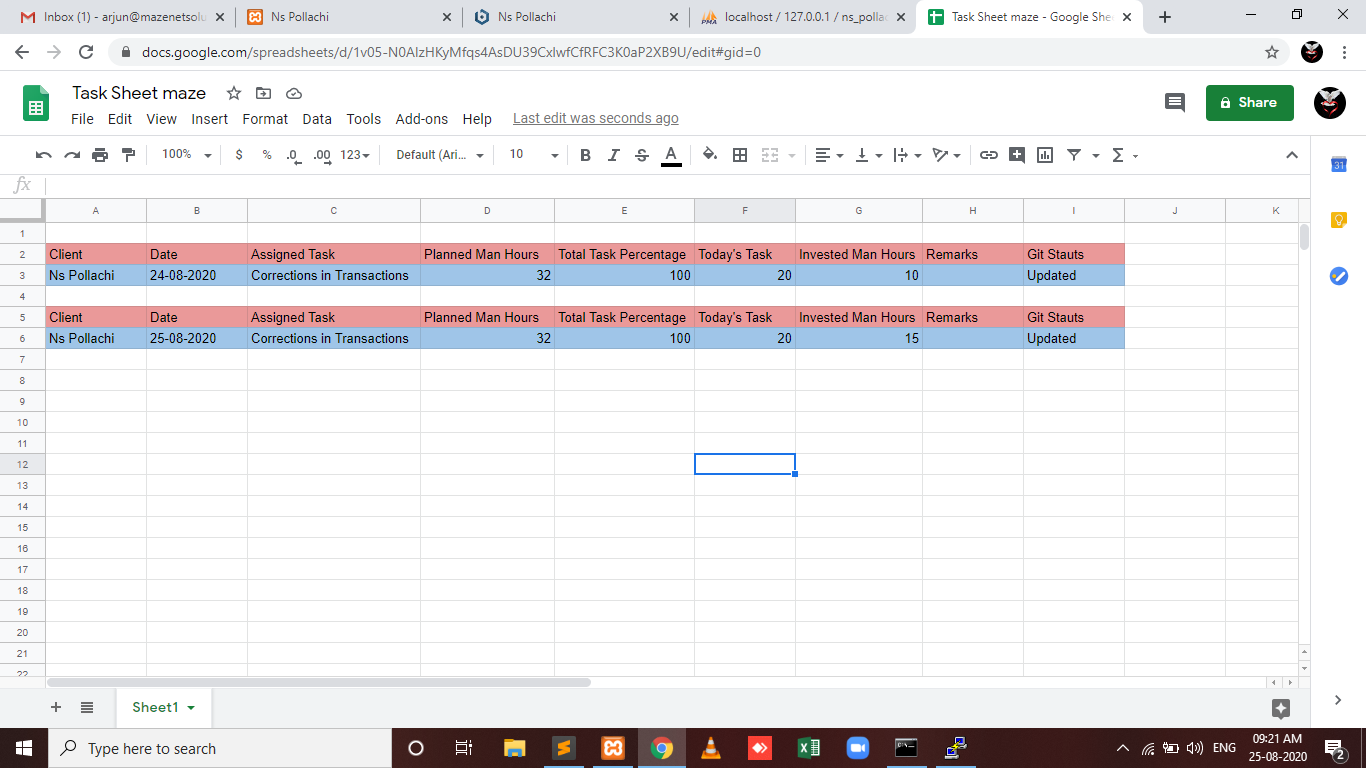 Inbox (1) - arjun@mazenetsolu
Ns Pollachi
Ns Pollachi
localhost / 127.0.0.1 / ns_pollac
Task Sheet maze - Google She
docs.google.com/spreadsheets/d/1v05-N0AlzHKyMfqs4AsDU39CxlwfCfRFC3K0aP2XB9U/edit#gid=0
Task Sheet maze
Share
File Edit View Insert Format Data Tools Add-ons Help Last edit was seconds ago
100% $ % .0 .00 123 Default (Ari... 10 B I S A Σ
31
fx
A B C D E F G H I J K
1
2 Client Date Assigned Task Planned Man Hours Total Task Percentage Today's Task Invested Man Hours Remarks Git Stauts
3 Ns Pollachi 24-08-2020 Corrections in Transactions 32 100 20 10 Updated
4
5 Client Date Assigned Task Planned Man Hours Total Task Percentage Today's Task Invested Man Hours Remarks Git Stauts
6 Ns Pollachi 25-08-2020 Corrections in Transactions 32 100 20 15 Updated
7
8
9
10
11
12
13
14
15
16
17
18
19
20
21
22
Sheet1
Type here to search
ENG
09:21 AM
25-08-2020
2